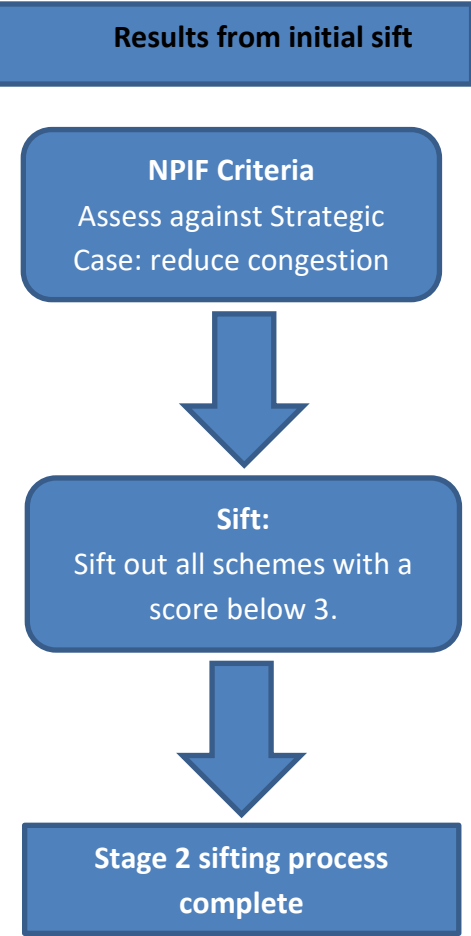 Results from initial sift
NPIF Criteria
Assess against Strategic
Case: reduce congestion
Sift:
Sift out all schemes with a
score below 3.
Stage 2 sifting process
complete